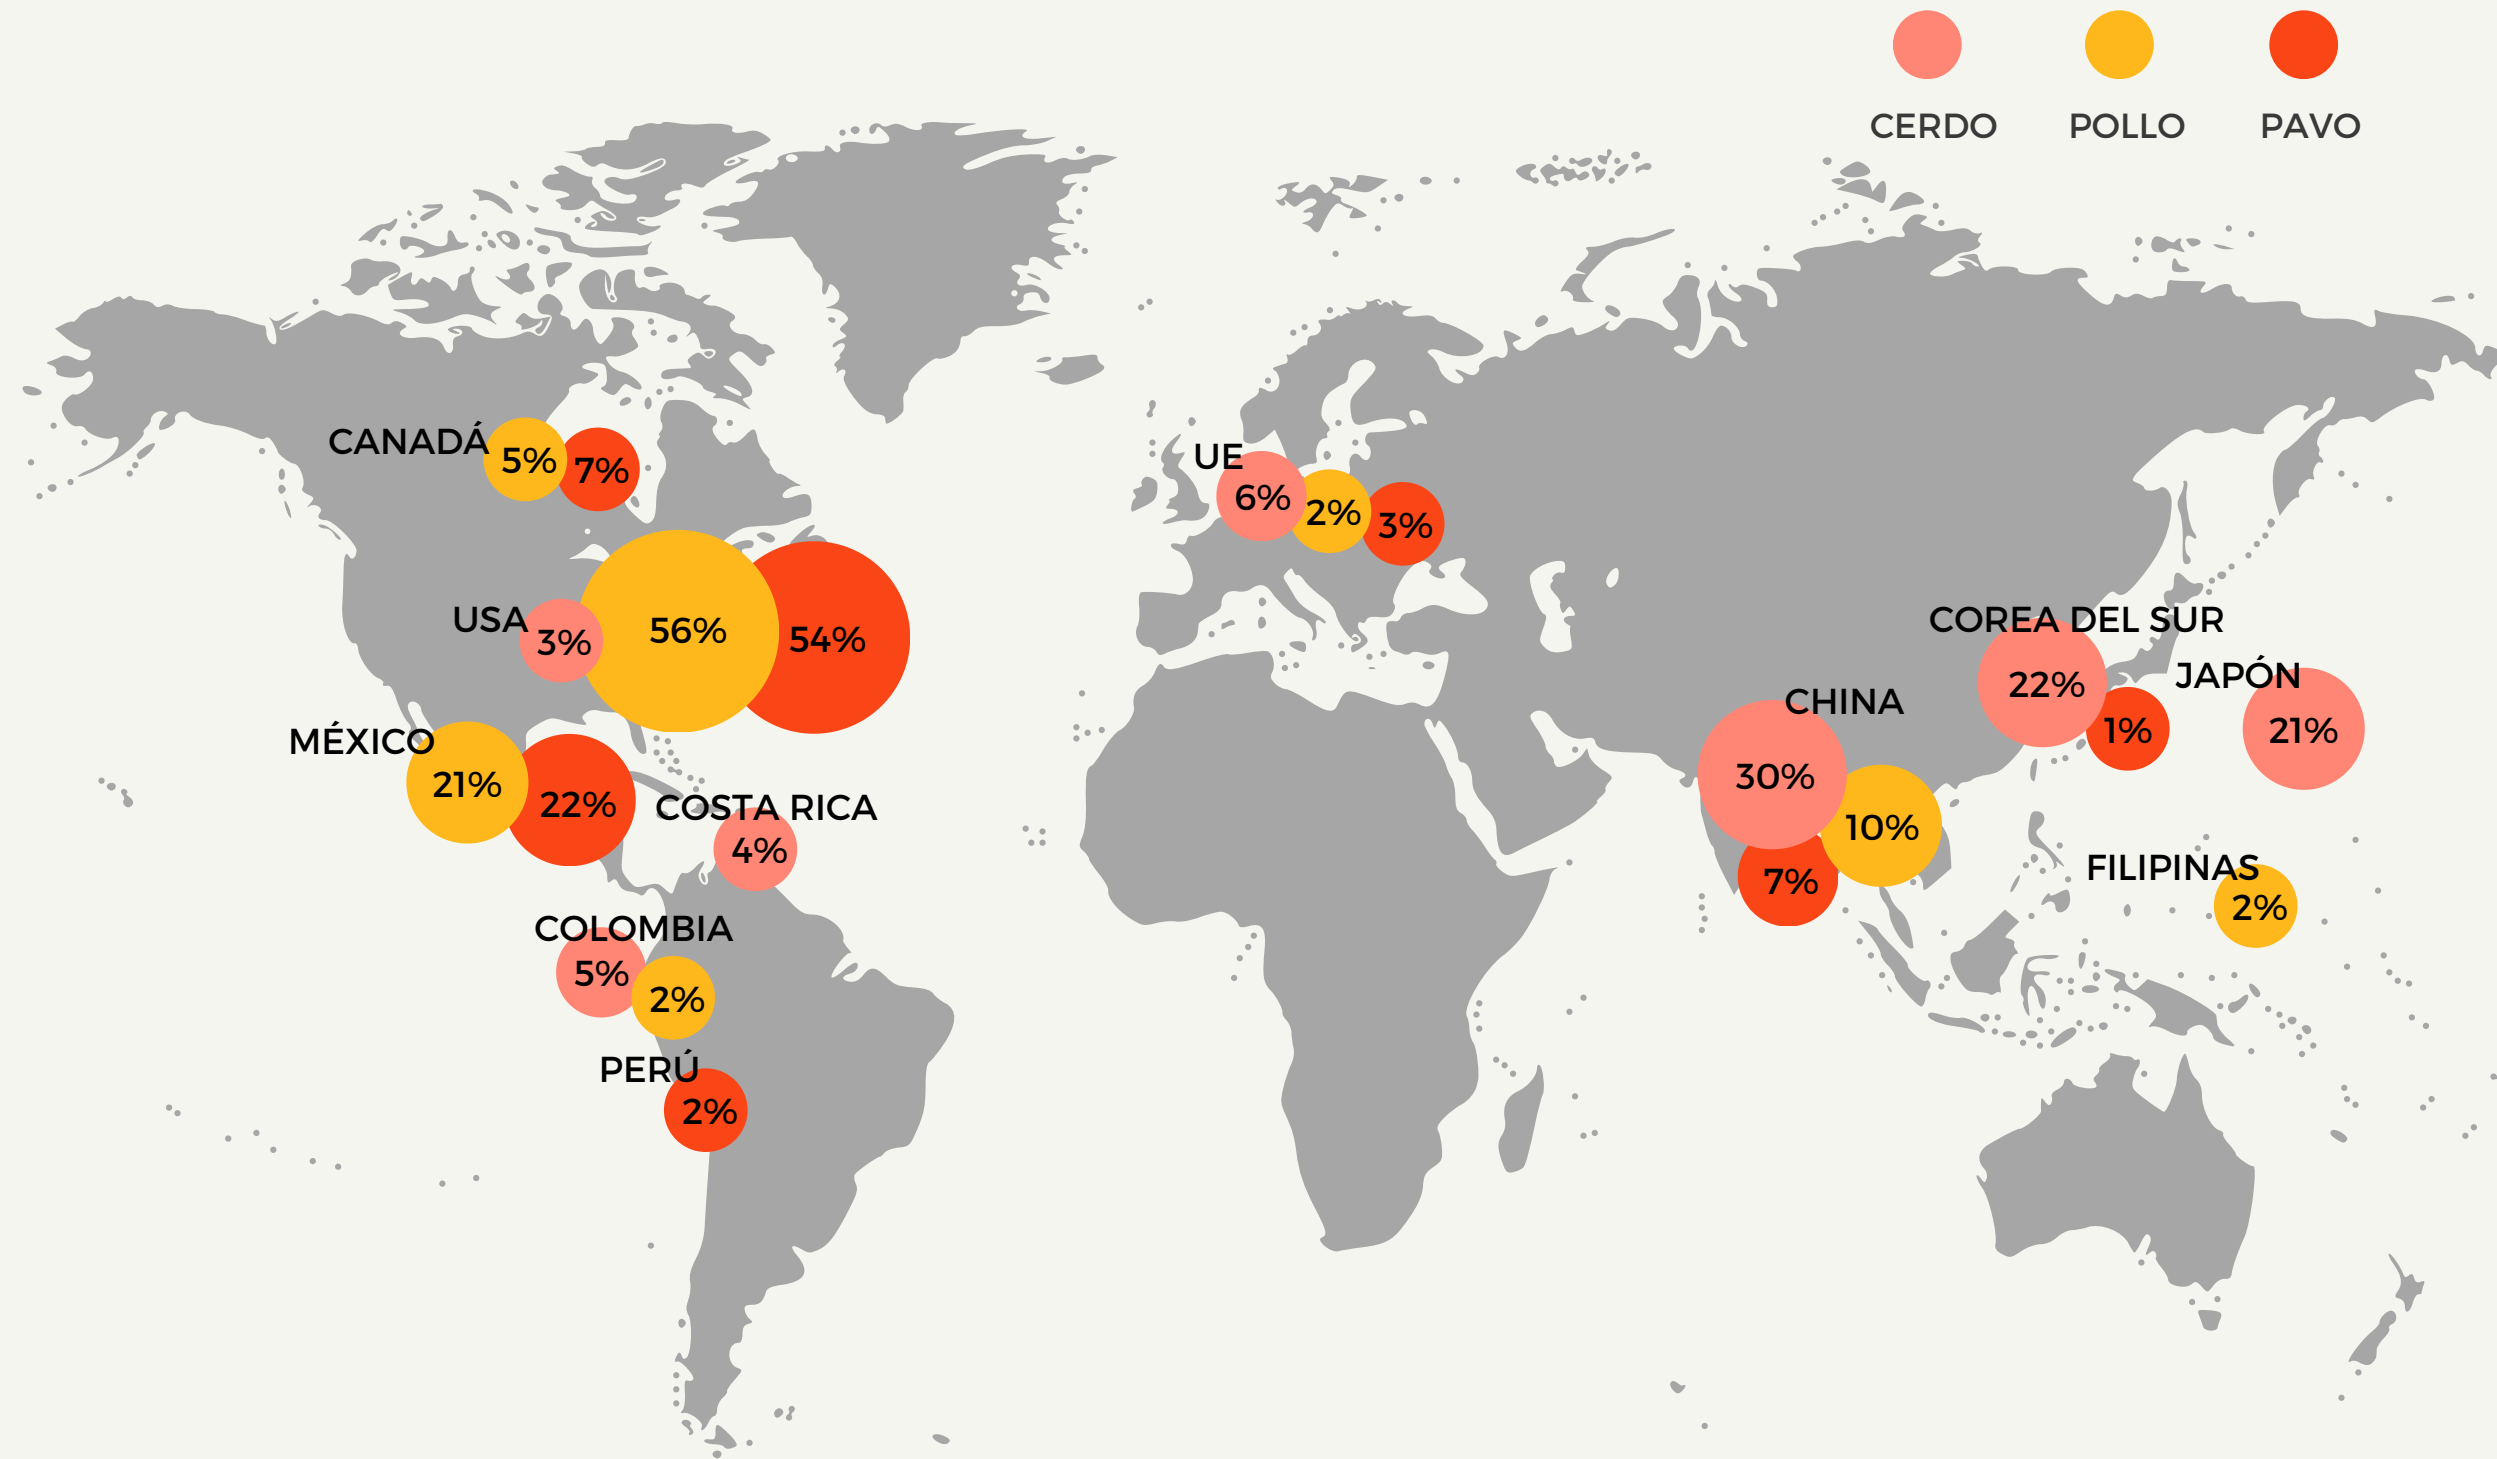 CERDO
POLLO
PAVO
CANADÁ
5%
7%
UE
6%
2%
3%
USA
3%
56%
54%
COREA DEL SUR
22%
1%
JAPÓN
21%
CHINA
30%
10%
7%
MÉXICO
21%
22%
COSTA RICA
4%
FILIPINAS
2%
COLOMBIA
5%
2%
PERÚ
2%